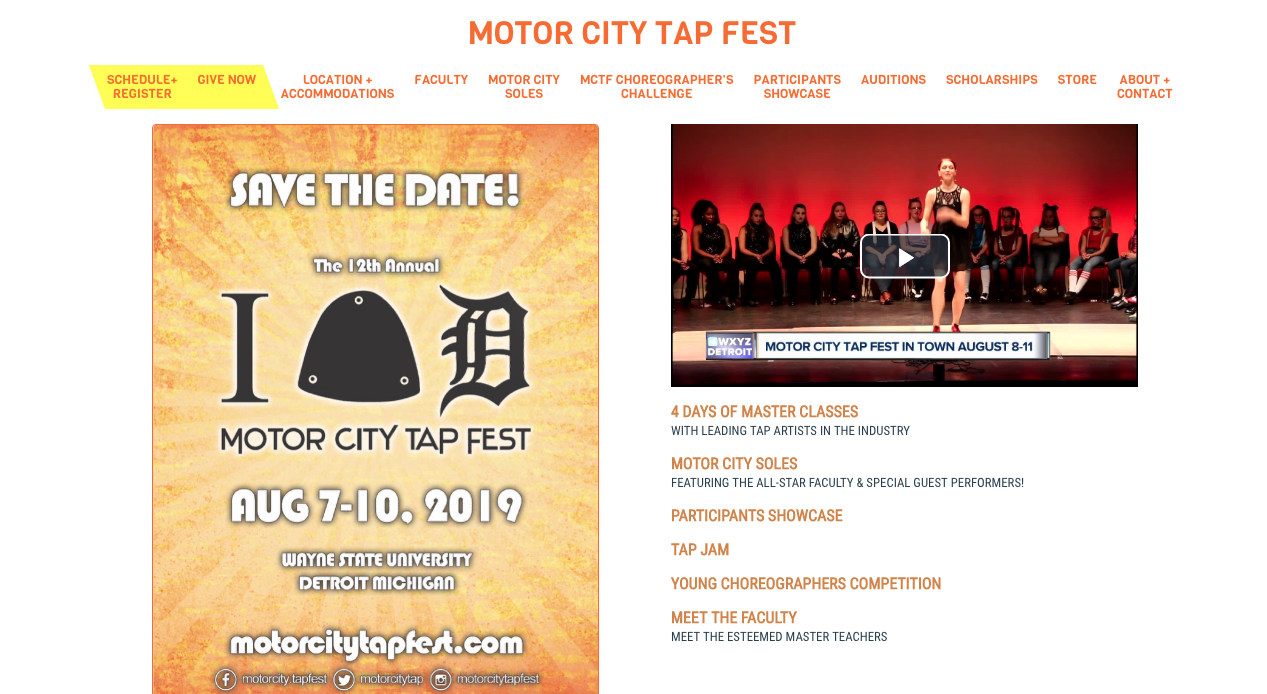 MOTOR CITY TAP FEST
SCHEDULE+
REGISTER
GIVE NOW
LOCATION +
ACCOMMODATIONS
FACULTY
MOTOR CITY
SOLES
MCTF CHOREOGRAPHER'S
CHALLENGE
PARTICIPANTS
SHOWCASE
AUDITIONS
SCHOLARSHIPS
STORE
ABOUT +
CONTACT
SAVE THE DATE!
The 12th Annual
I D
MOTOR CITY TAP FEST
AUG 7-10, 2019
WAYNE STATE UNIVERSITY
DETROIT MICHIGAN
motorcitytapfest.com
motorcity.tapfest motorcitytap motorcitytapfest
WXYZ
DETROIT
MOTOR CITY TAP FEST IN TOWN AUGUST 8-11
4 DAYS OF MASTER CLASSES
WITH LEADING TAP ARTISTS IN THE INDUSTRY
MOTOR CITY SOLES
FEATURING THE ALL-STAR FACULTY & SPECIAL GUEST PERFORMERS!
PARTICIPANTS SHOWCASE
TAP JAM
YOUNG CHOREOGRAPHERS COMPETITION
MEET THE FACULTY
MEET THE ESTEEMED MASTER TEACHERS